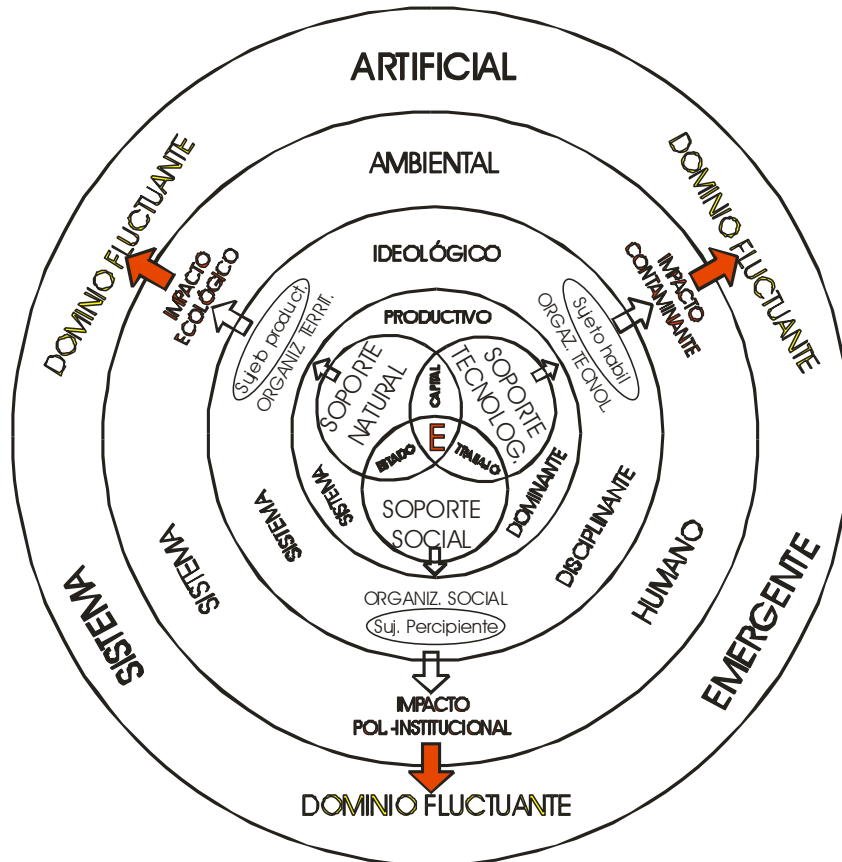 ARTIFICIAL
AMBIENTAL
IDEOLÓGICO
PRODUCTIVO
DOMINIO FLUCTUANTE
DOMINIO FLUCTUANTE
IMPACTO
ECOLÓGICO
IMPACTO
CONTAMINANTE
Sujeto product.
ORGANIZ. TERRIT.
Sujeto habil
ORGAZ. TECNOL.
SOPORTE
NATURAL
CAPITAL
SOPORTE
TECNOLOG.
E
ESTADO
TRABAJO
SOPORTE
SOCIAL
SISTEMA
DOMINANTE
SISTEMA
DISCIPLINANTE
SISTEMA
HUMANO
SISTEMA
EMERGENTE
ORGANIZ. SOCIAL
Suj. Percipiente
IMPACTO
POL.-INSTITUCIONAL
DOMINIO FLUCTUANTE